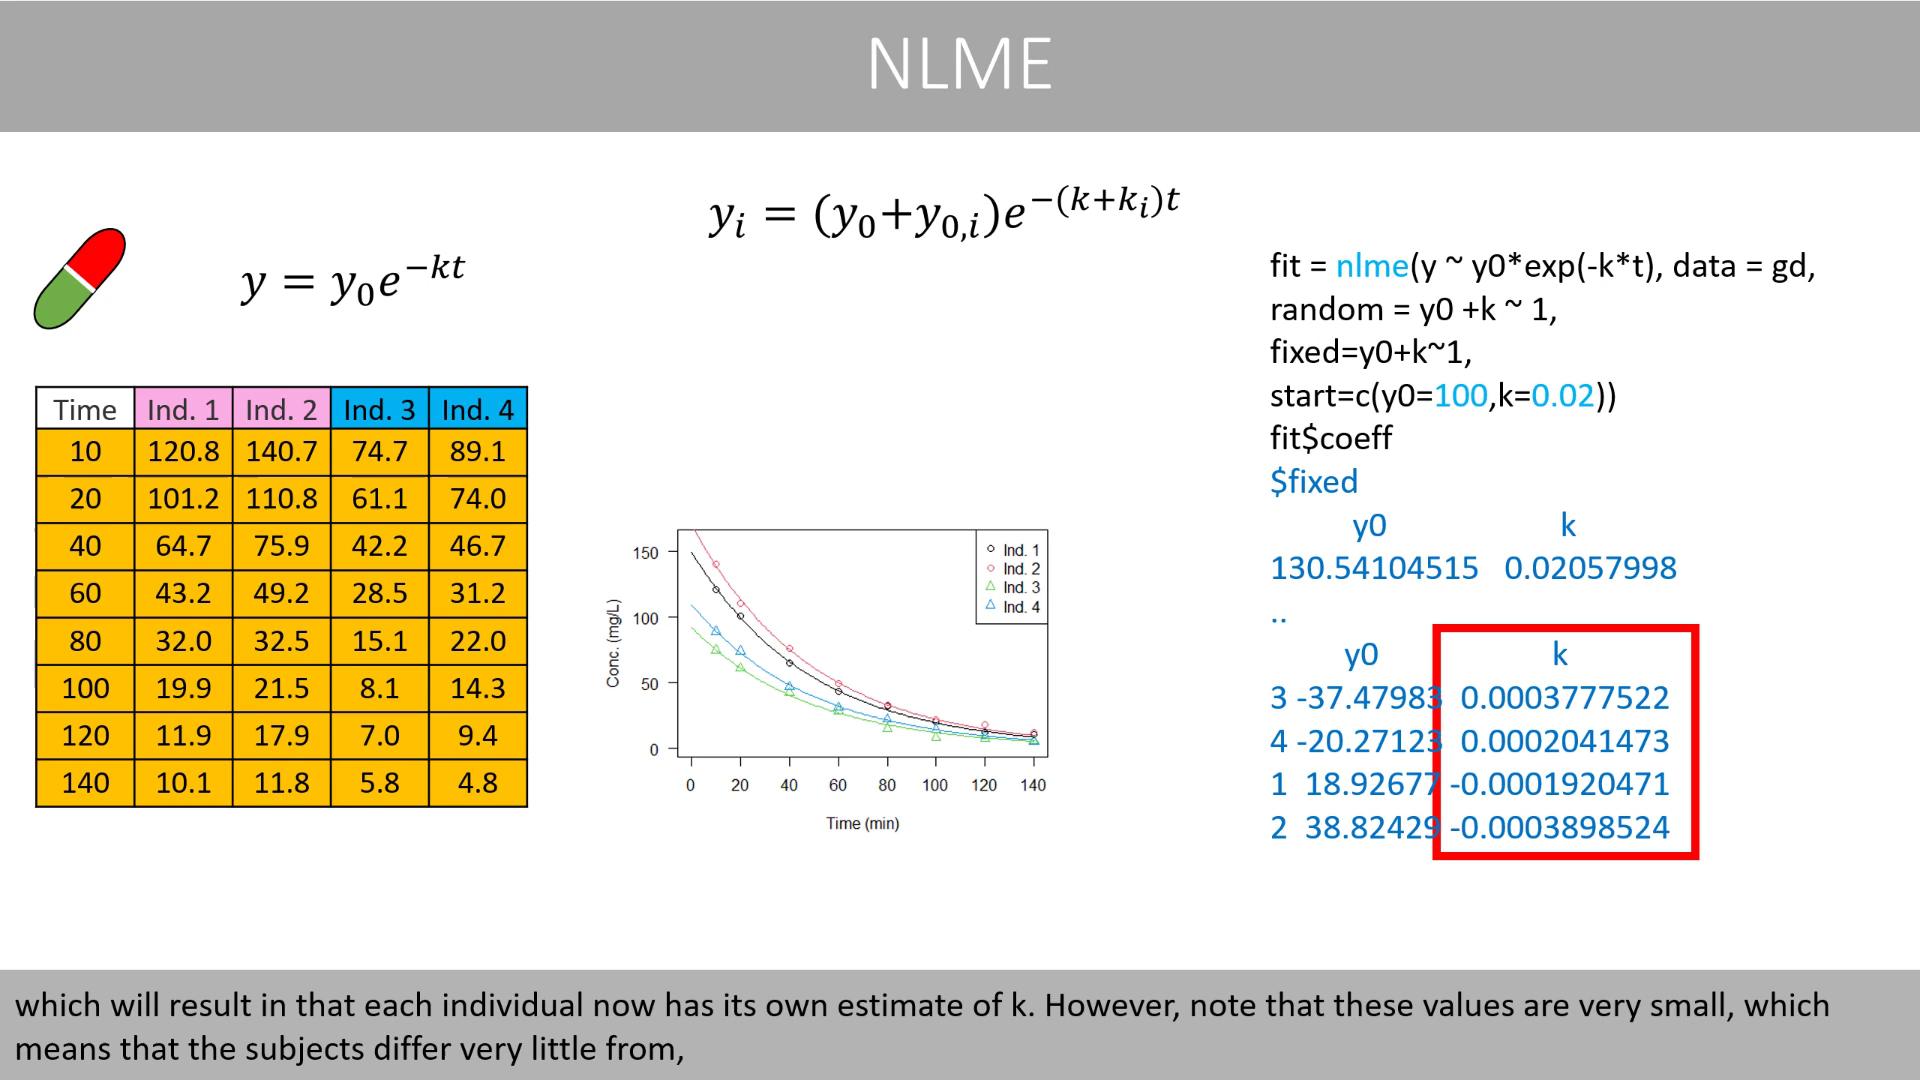 NLME
y = y₀e^−kt
yᵢ = (y₀+y₀,ᵢ)e^−(k+kᵢ)t
Time Ind. 1 Ind. 2 Ind. 3 Ind. 4
10 120.8 140.7 74.7 89.1
20 101.2 110.8 61.1 74.0
40 64.7 75.9 42.2 46.7
60 43.2 49.2 28.5 31.2
80 32.0 32.5 15.1 22.0
100 19.9 21.5 8.1 14.3
120 11.9 17.9 7.0 9.4
140 10.1 11.8 5.8 4.8
Conc. (mg/L)
150
100
50
0
0 20 40 60 80 100 120 140
Time (min)
Ind. 1
Ind. 2
Ind. 3
Ind. 4
fit = nlme(y ~ y0*exp(-k*t), data = gd,
random = y0 +k ~ 1,
fixed=y0+k~1,
start=c(y0=100,k=0.02))
fit$coeff
$fixed
y0 k
130.54104515 0.02057998
..
y0 k
3 -37.47983 0.0003777522
4 -20.27123 0.0002041473
1 18.92677 -0.0001920471
2 38.82429 -0.0003898524
which will result in that each individual now has its own estimate of k. However, note that these values are very small, which
means that the subjects differ very little from,